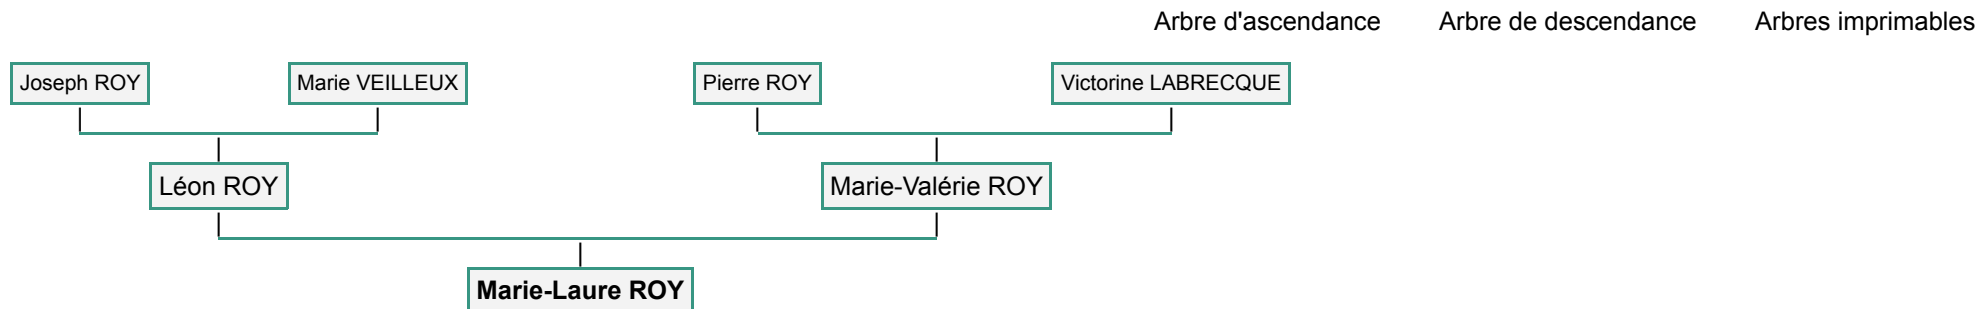 Arbre d'ascendance Arbre de descendance Arbres imprimables
Joseph ROY Marie VEILLEUX Pierre ROY Victorine LABRECQUE
Léon ROY Marie-Valérie ROY
Marie-Laure ROY